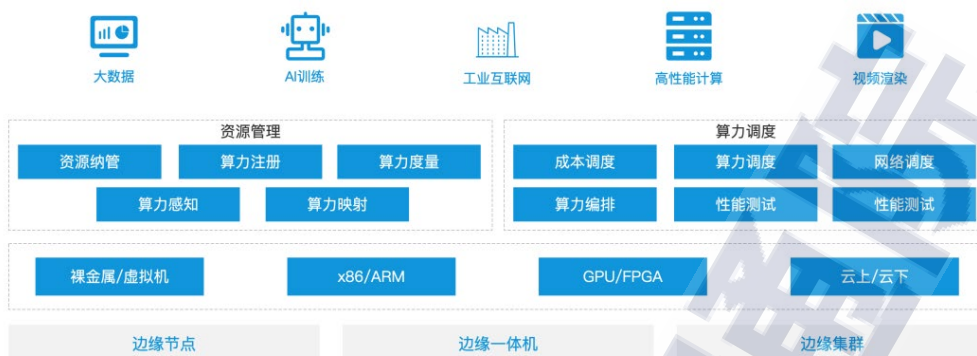 大数据 AI训练 工业互联网 高性能计算 视频渲染
资源管理 算力调度
资源纳管 算力注册 算力度量 成本调度 算力调度 网络调度
算力感知 算力映射 算力编排 性能测试 性能测试
裸金属/虚拟机 x86/ARM GPU/FPGA 云上/云下
边缘节点 边缘一体机 边缘集群